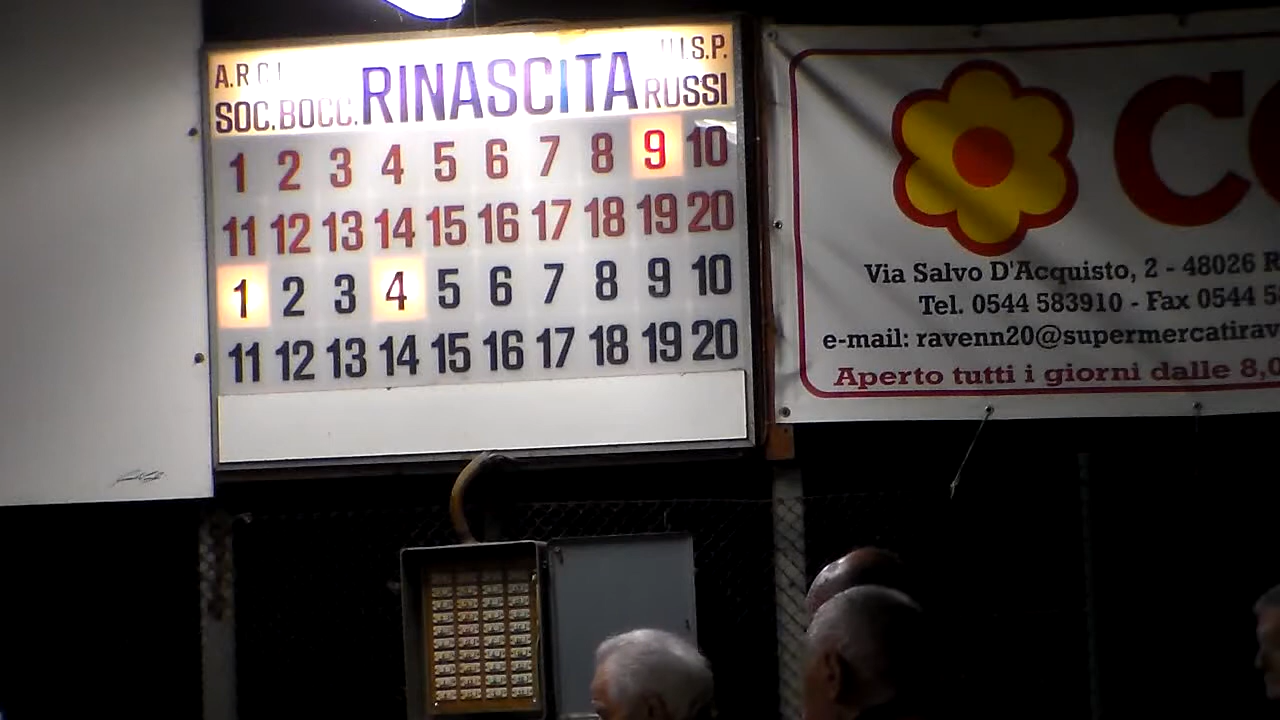 A.R.C.I U.I.S.P.
SOC. BOCC. RINASCITA RUSSI
1 2 3 4 5 6 7 8 9 10
11 12 13 14 15 16 17 18 19 20
1 2 3 4 5 6 7 8 9 10
11 12 13 14 15 16 17 18 19 20
CO
Via Salvo D'Acquisto, 2 - 48026 R
Tel. 0544 583910 - Fax 0544 5
e-mail: ravenn20@supermercatirav
Aperto tutti i giorni dalle 8,0